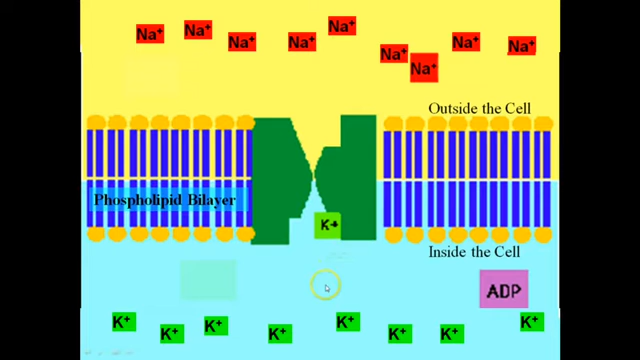 Na+ Na+ Na+ Na+ Na+ Na+ Na+ Na+ Na+
Outside the Cell
Phospholipid Bilayer
K+
Inside the Cell
ADP
K+ K+ K+ K+ K+ K+ K+ K+